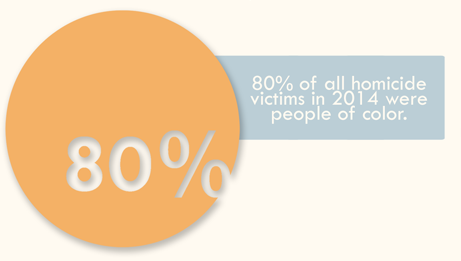 80%
80% of all homicide
victims in 2014 were
people of color.